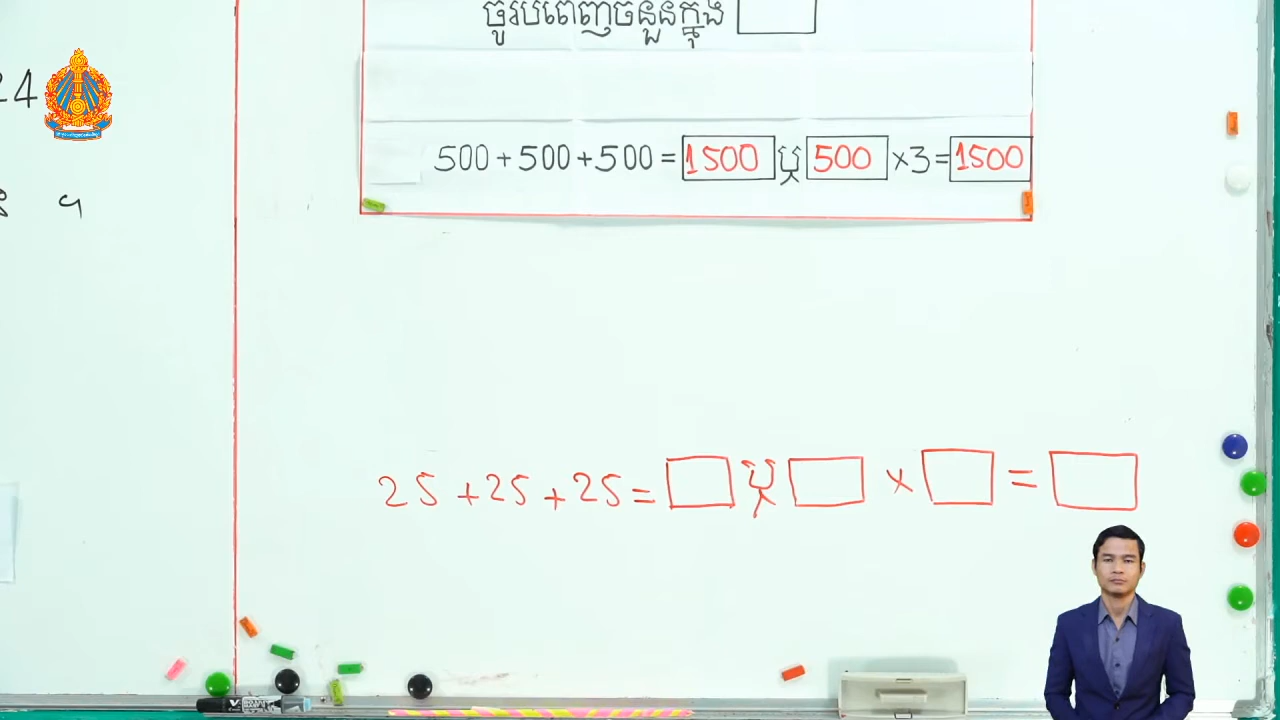 24
ចូរបំពេញចំនួនក្នុង
500 + 500 + 500 = 1500 ឬ 500 ×3= 1500
25 + 25 + 25 = ឬ × =